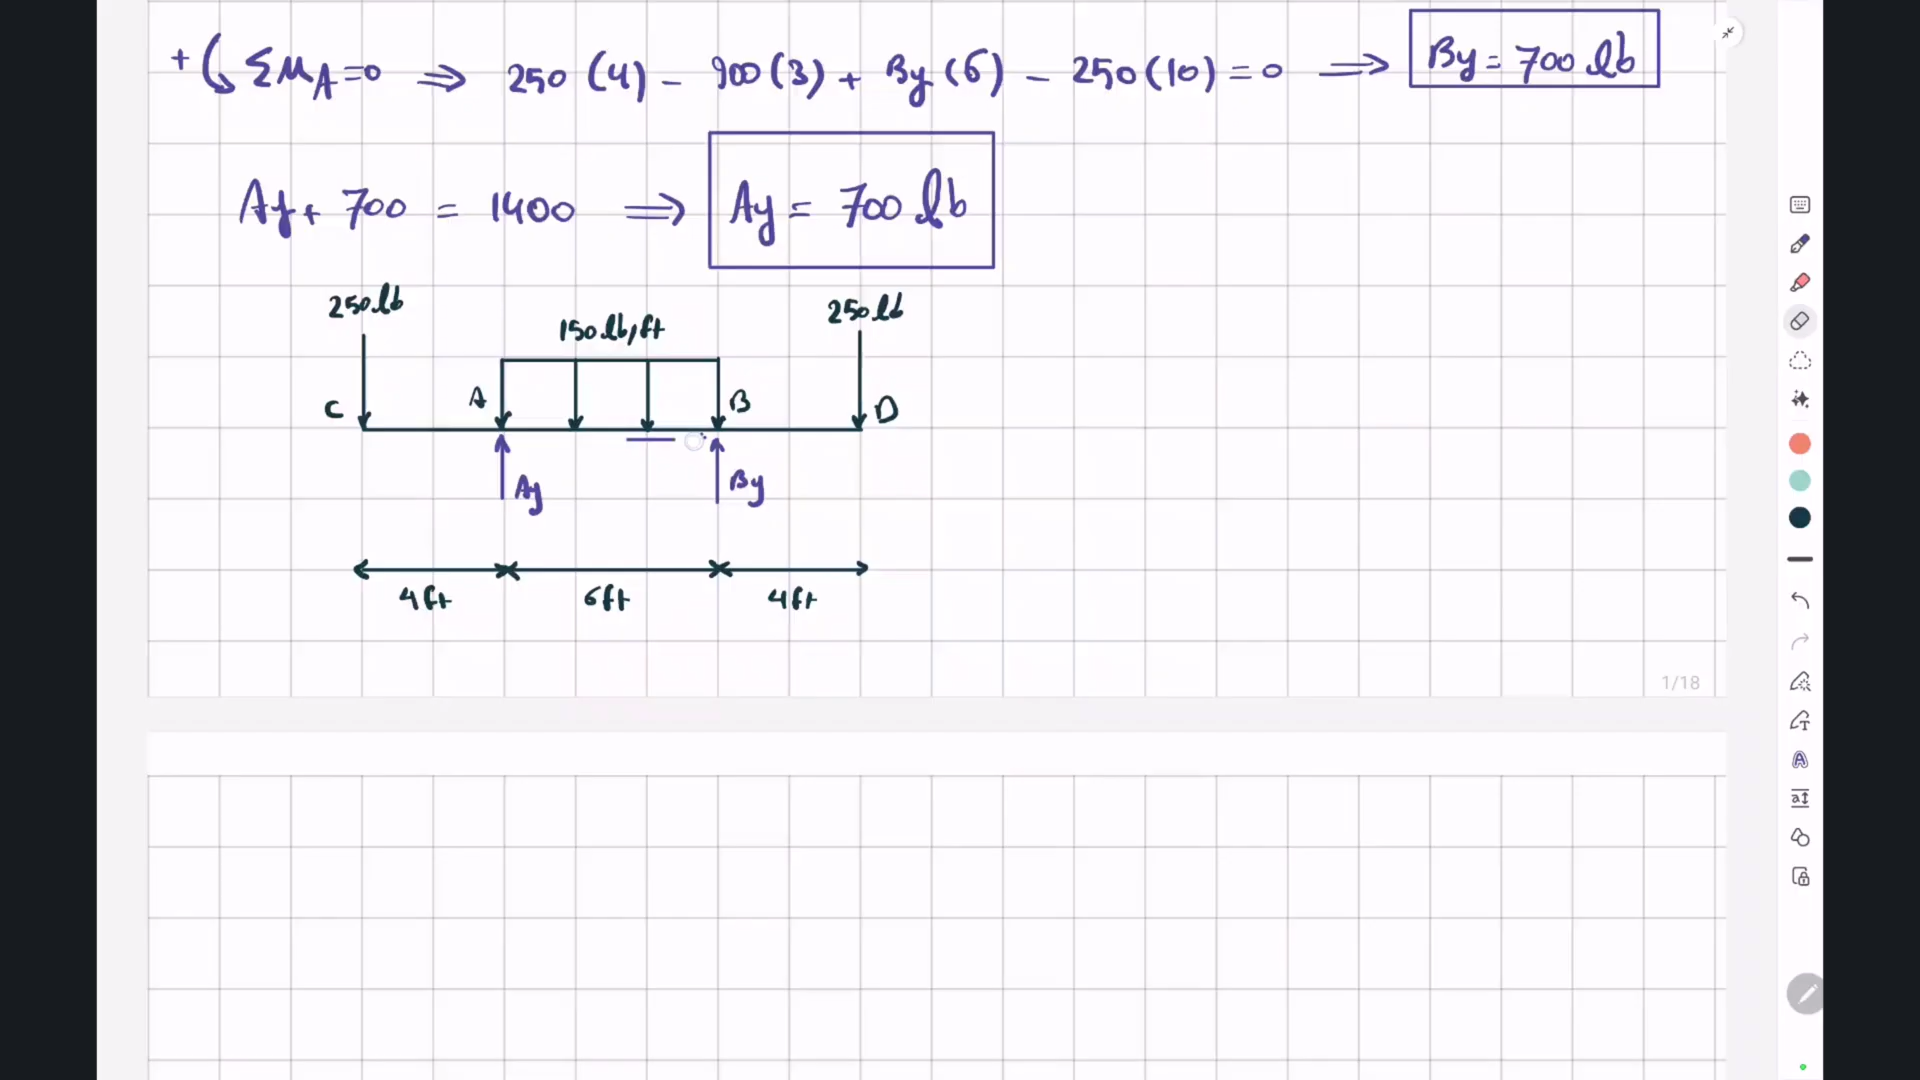 + ΣM_A=0 ⇒ 250 (4) - 900 (3) + By (6) - 250 (10) = 0 ⇒ By = 700 lb
Ay + 700 = 1400 ⇒ Ay = 700 lb
250 lb 250 lb
150 lb/ft
C A B D
Ay By
4ft 6ft 4ft
1/18